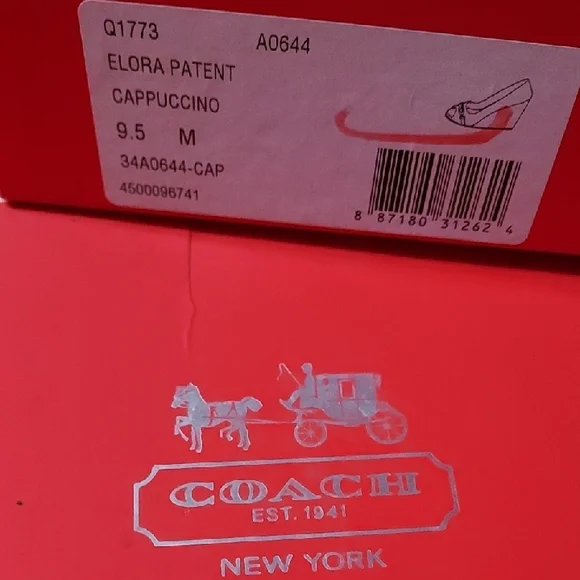 Q1773 A0644
ELORA PATENT
CAPPUCCINO
9.5 M
34A0644-CAP
4500096741
8 87180 31262 4
COACH
EST. 1941
NEW YORK